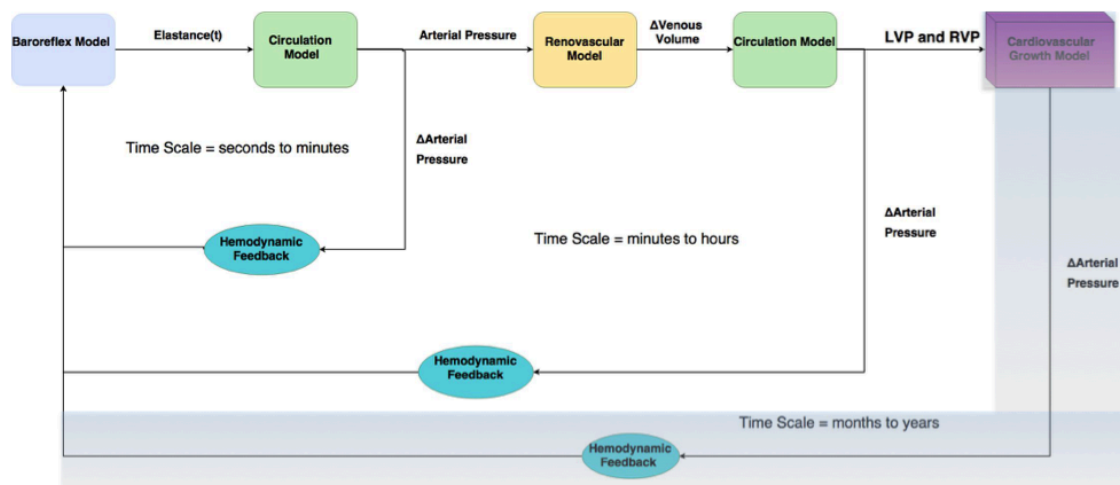 Baroreflex Model
Elastance(t)
Circulation
Model
Arterial Pressure
Renovascular
Model
ΔVenous
Volume
Circulation Model
LVP and RVP
Cardiovascular
Growth Model
Time Scale = seconds to minutes
ΔArterial
Pressure
Hemodynamic
Feedback
Time Scale = minutes to hours
ΔArterial
Pressure
ΔArterial
Pressure
Hemodynamic
Feedback
Time Scale = months to years
Hemodynamic
Feedback